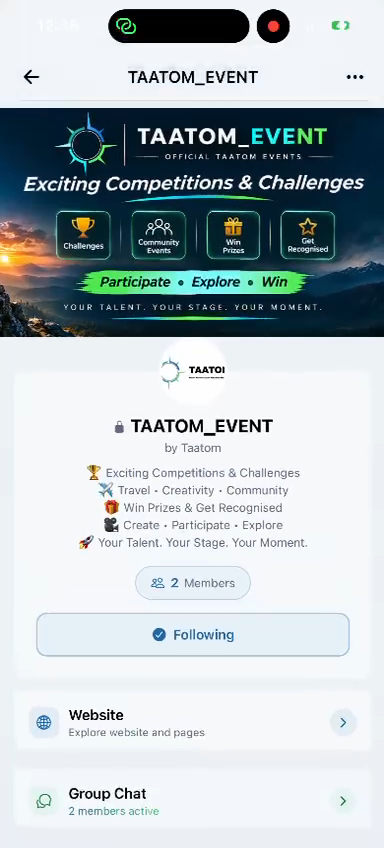 TAATOM_EVENT
TAATOM_EVENT
OFFICIAL TAATOM EVENTS
Exciting Competitions & Challenges
Challenges
Community Events
Win Prizes
Get Recognised
Participate • Explore • Win
YOUR TALENT. YOUR STAGE. YOUR MOMENT.
TAATOM_EVENT
by Taatom
🏆 Exciting Competitions & Challenges
✈️ Travel • Creativity • Community
🎁 Win Prizes & Get Recognised
🎥 Create • Participate • Explore
🚀 Your Talent. Your Stage. Your Moment.
2 Members
Following
Website
Explore website and pages
Group Chat
2 members active